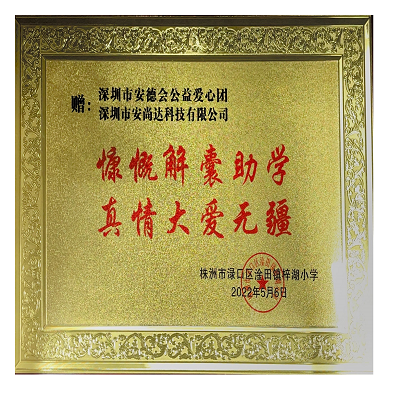 赠：深圳市安德会公益爱心团
深圳市安尚达科技有限公司
慷慨解囊助学
真情大爱无疆
株洲市渌口区淦田镇梓湖小学
2022年5月6日